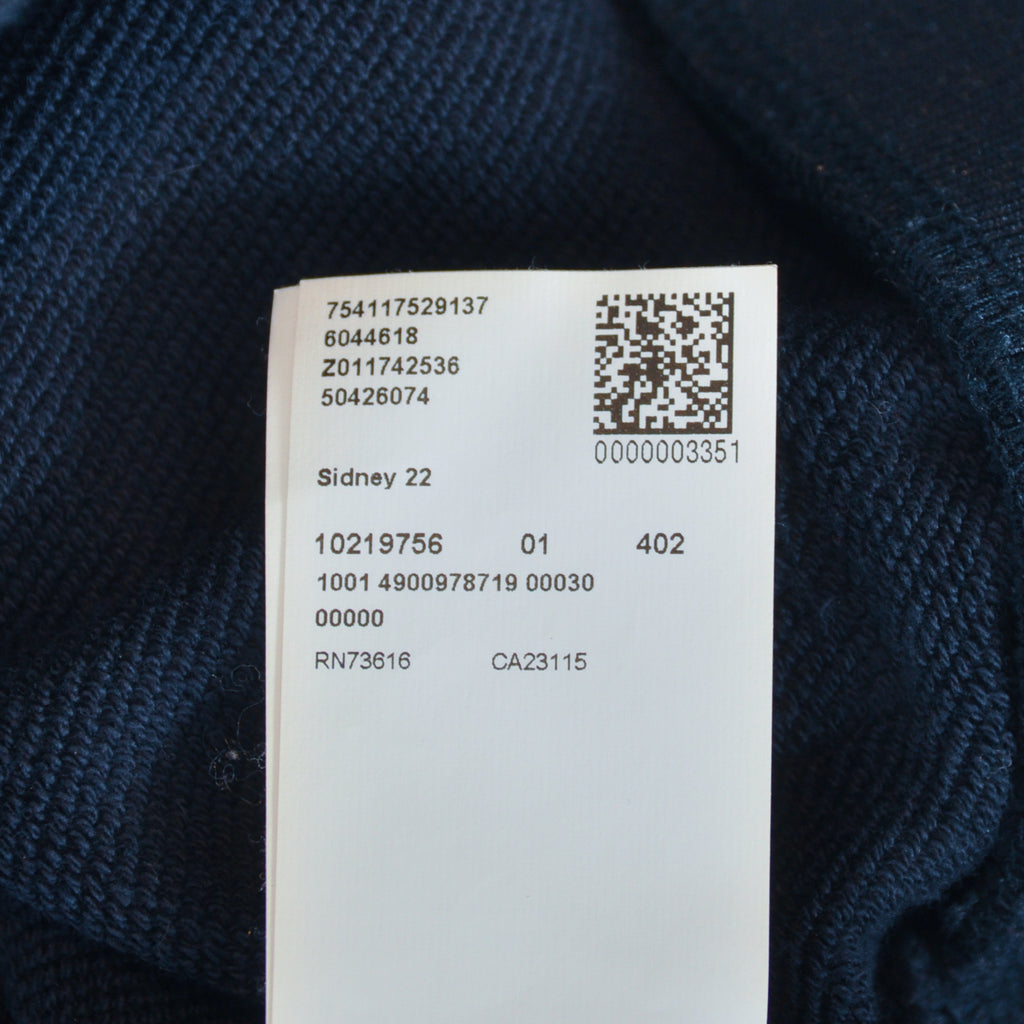 754117529137
6044618
Z011742536
50426074
0000003351
Sidney 22
10219756 01 402
1001 4900978719 00030
00000
RN73616 CA23115